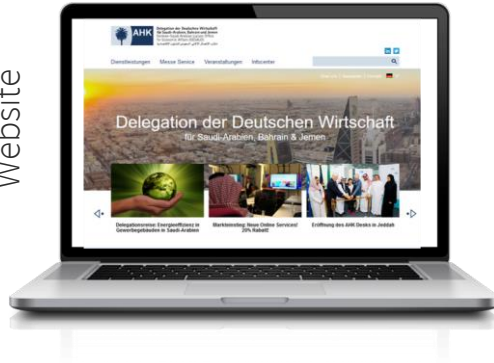 Website
AHK
Delegation der Deutschen Wirtschaft
für Saudi-Arabien, Bahrain und Jemen
Dienstleistungen Messe Service Veranstaltungen Infocenter
Delegation der Deutschen Wirtschaft
für Saudi-Arabien, Bahrain & Jemen
Delegationsreise: Energieeffizienz in
Gewerbegebäuden in Saudi-Arabien
Markteinstieg: Neue Online Services!
20% Rabatt!
Eröffnung des AHK Desks in Jeddah